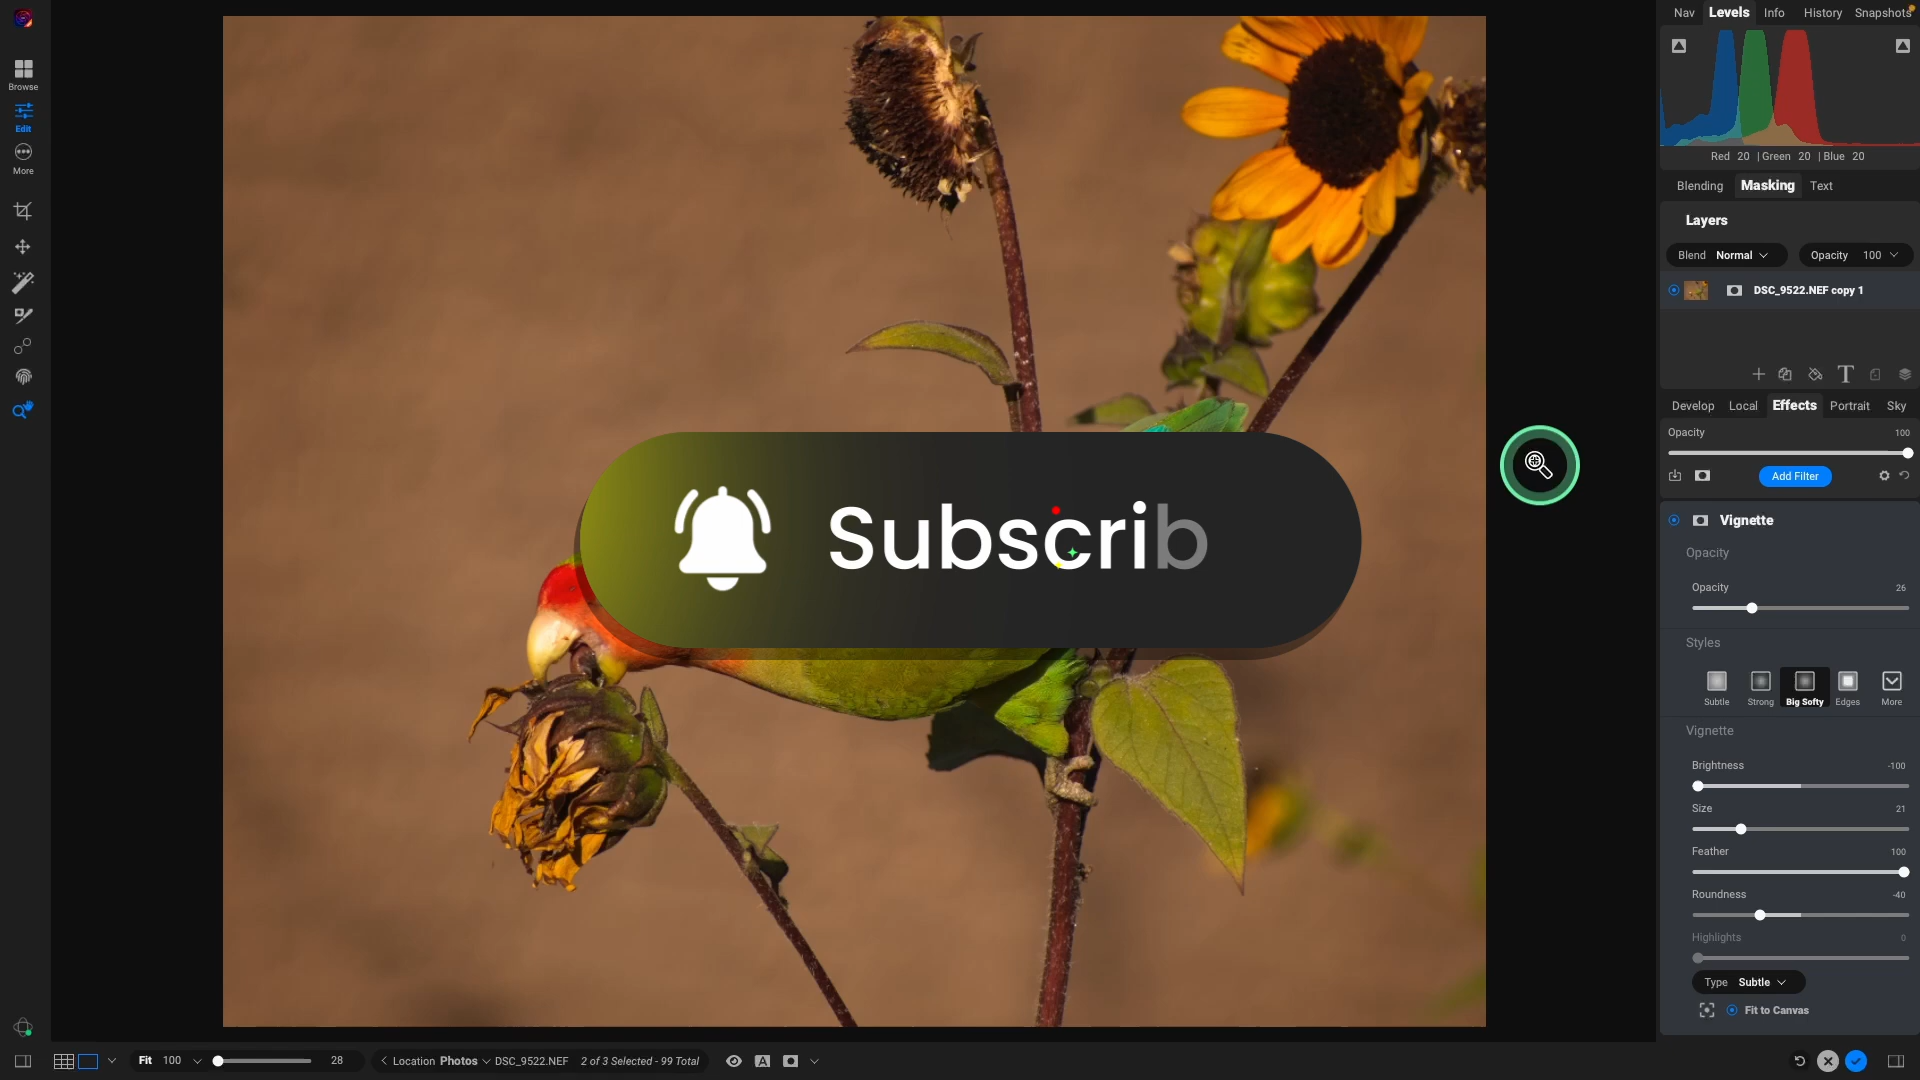 Nav Levels Info History Snapshots
Browse
Edit
More
Red 20 | Green 20 | Blue 20
Blending Masking Text
Layers
Blend Normal Opacity 100
DSC_9522.NEF copy 1
T
Develop Local Effects Portrait Sky
Opacity 100
Add Filter
Subscrib
Vignette
Opacity
Opacity 26
Styles
Subtle Strong Big Softy Edges More
Vignette
Brightness -100
Size 21
Feather 100
Roundness -40
Highlights 0
Type Subtle
Fit to Canvas
Fit 100 28 Location Photos DSC_9522.NEF 2 of 3 Selected - 99 Total A